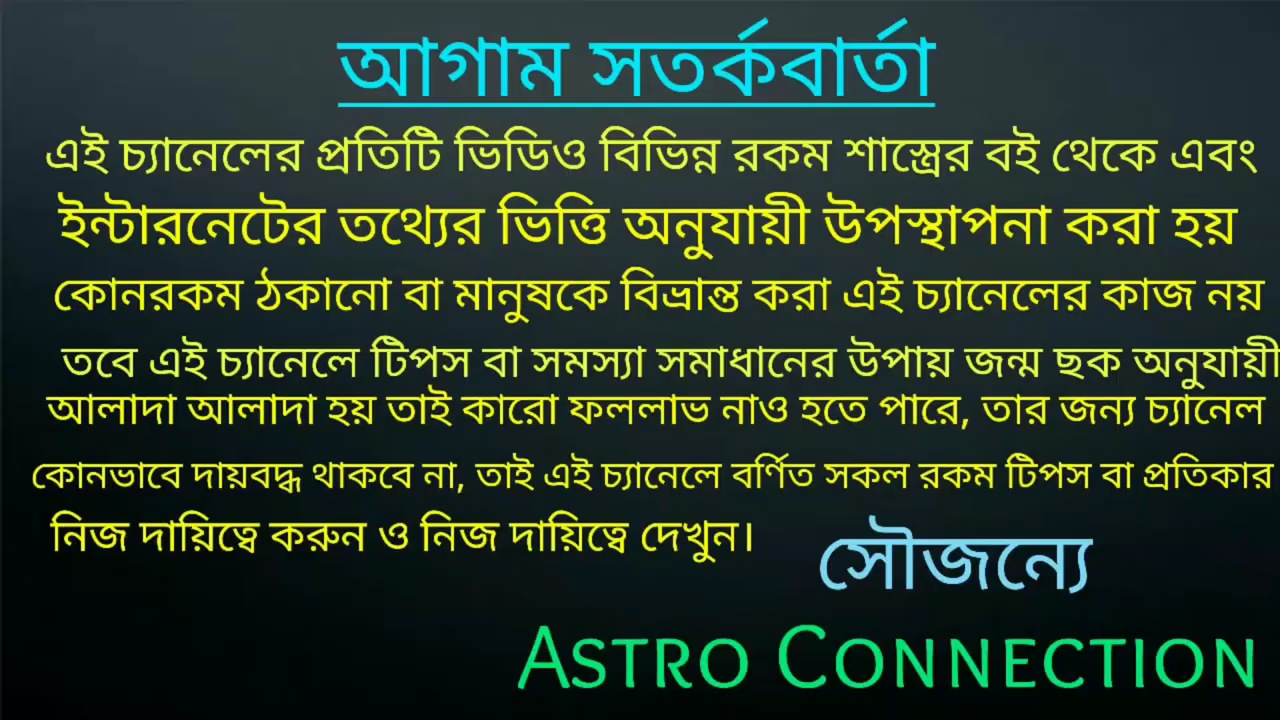 আগাম সতর্কবার্তা
এই চ্যানেলের প্রতিটি ভিডিও বিভিন্ন রকম শাস্ত্রের বই থেকে এবং
ইন্টারনেটের তথ্যের ভিত্তি অনুযায়ী উপস্থাপনা করা হয়
কোনরকম ঠকানো বা মানুষকে বিভ্রান্ত করা এই চ্যানেলের কাজ নয়
তবে এই চ্যানেলে টিপস বা সমস্যা সমাধানের উপায় জন্ম ছক অনুযায়ী
আলাদা আলাদা হয় তাই কারো ফললাভ নাও হতে পারে, তার জন্য চ্যানেল
কোনভাবে দায়বদ্ধ থাকবে না, তাই এই চ্যানেলে বর্ণিত সকল রকম টিপস বা প্রতিকার
নিজ দায়িত্বে করুন ও নিজ দায়িত্বে দেখুন।
সৌজন্যে
ASTRO CONNECTION